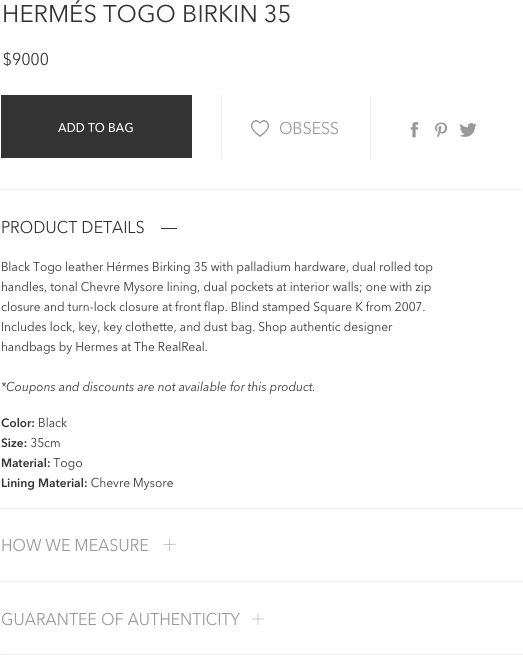 HERMÉS TOGO BIRKIN 35
$9000
ADD TO BAG
OBSESS
PRODUCT DETAILS —
Black Togo leather Hérmes Birking 35 with palladium hardware, dual rolled top
handles, tonal Chevre Mysore lining, dual pockets at interior walls; one with zip
closure and turn-lock closure at front flap. Blind stamped Square K from 2007.
Includes lock, key, key clothette, and dust bag. Shop authentic designer
handbags by Hermes at The RealReal.
*Coupons and discounts are not available for this product.
Color: Black
Size: 35cm
Material: Togo
Lining Material: Chevre Mysore
HOW WE MEASURE +
GUARANTEE OF AUTHENTICITY +